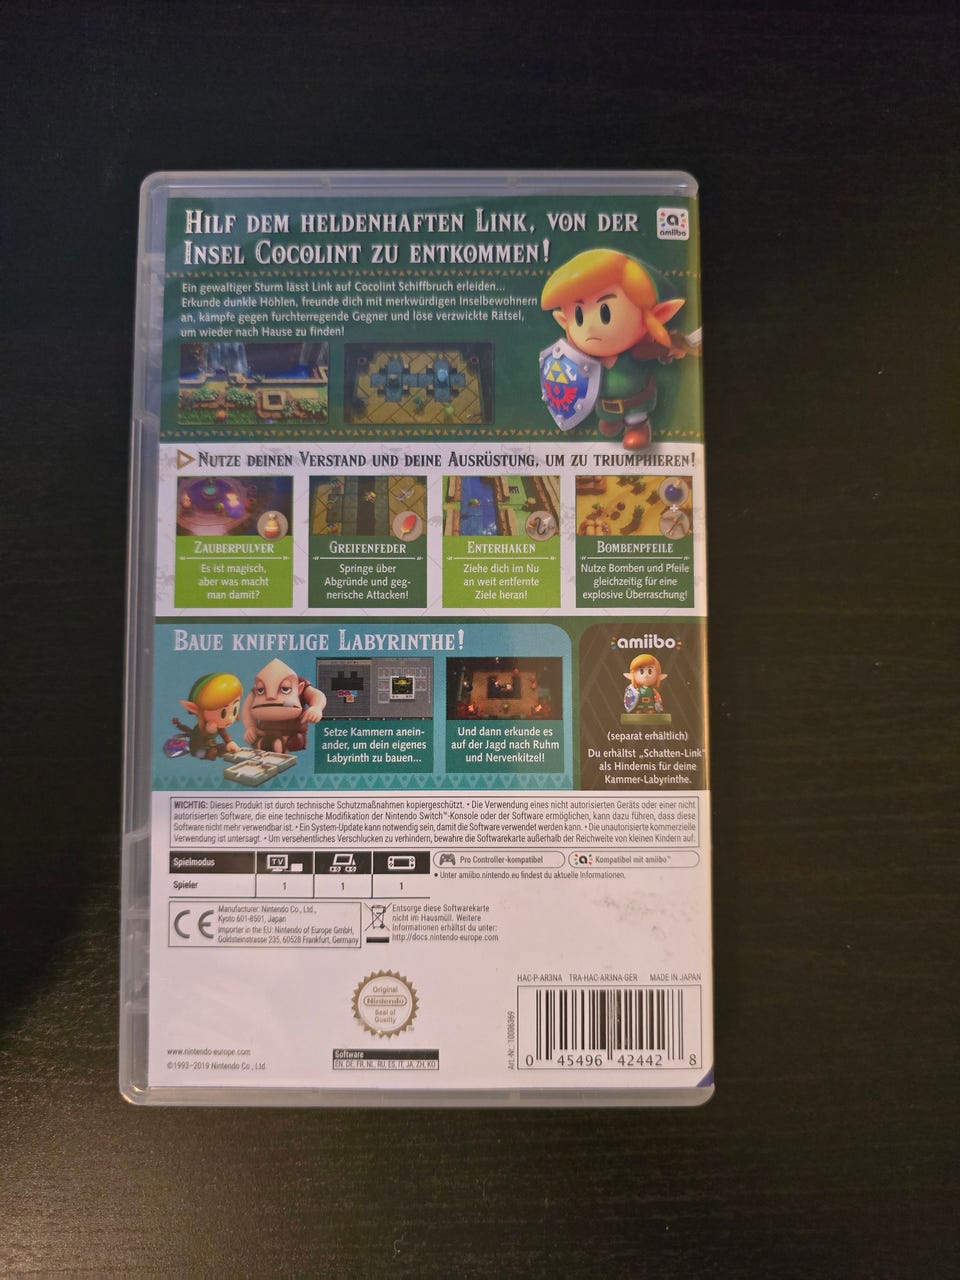 HILF DEM HELDENHAFTEN LINK, VON DER
INSEL COCOLINT ZU ENTKOMMEN!
amiibo
Ein gewaltiger Sturm lässt Link auf Cocolint Schiffbruch erleiden...
Erkunde dunkle Höhlen, freunde dich mit merkwürdigen Inselbewohnern
an, kämpfe gegen furchterregende Gegner und löse verzwickte Rätsel,
um wieder nach Hause zu finden!
NUTZE DEINEN VERSTAND UND DEINE AUSRÜSTUNG, UM ZU TRIUMPHIEREN!
ZAUBERPULVER
Es ist magisch,
aber was macht
man damit?
GREIFENFEDER
Springe über
Abgründe und geg-
nerische Attacken!
ENTERHAKEN
Ziehe dich im Nu
an weit entfernte
Ziele heran!
BOMBENPFEILE
Nutze Bomben und Pfeile
gleichzeitig für eine
explosive Überraschung!
BAUE KNIFFLIGE LABYRINTHE!
Setze Kammern anein-
ander, um dein eigenes
Labyrinth zu bauen...
Und dann erkunde es
auf der Jagd nach Ruhm
und Nervenkitzel!
amiibo
(separat erhältlich)
Du erhältst „Schatten-Link“
als Hindernis für deine
Kammer-Labyrinthe.
WICHTIG: Dieses Produkt ist durch technische Schutzmaßnahmen kopiergeschützt. • Die Verwendung eines nicht autorisierten Geräts oder einer nicht
autorisierten Software, die eine technische Modifikation der Nintendo Switch™-Konsole oder der Software ermöglichen, kann dazu führen, dass diese
Software nicht mehr verwendbar ist. • Ein System-Update kann notwendig sein, damit die Software verwendet werden kann. • Die unautorisierte kommerzielle
Verwendung ist untersagt. • Um versehentliches Verschlucken zu verhindern, bewahre die Softwarekarte außerhalb der Reichweite von kleinen Kindern auf.
Spielmodus TV
Spieler 1 1 1
Pro Controller-kompatibel
Kompatibel mit amiibo™
• Unter amiibo.nintendo.eu findest du aktuelle Informationen.
CE
Manufacturer: Nintendo Co., Ltd.,
Kyoto 601-8501, Japan
Importer in the EU: Nintendo of Europe GmbH,
Goldsteinstrasse 235, 60528 Frankfurt, Germany
Entsorge diese Softwarekarte
nicht im Hausmüll. Weitere
Informationen erhältst du unter:
http://docs.nintendo-europe.com
HAC-P-AR3NA TRA-HAC-AR3NA-GER MADE IN JAPAN
Original
Nintendo
Seal of
Quality
TM
Art.-Nr.: 10086369
0 45496 42442 8
www.nintendo-europe.com
©1993-2019 Nintendo Co., Ltd.
Software
EN, DE, FR, NL, RU, ES, IT, JA, ZH, KO